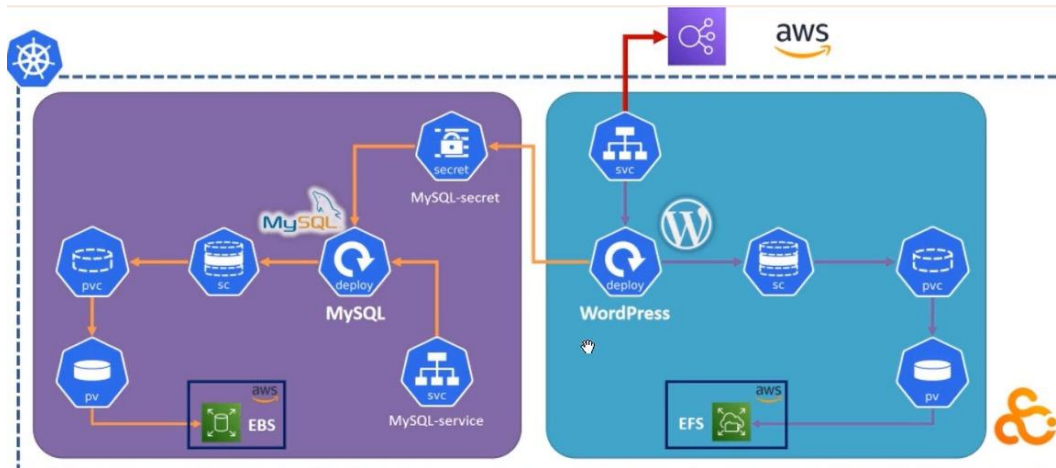 aws
svc
secret
MySQL-secret
MySQL
pvc
sc
deploy
MySQL
deploy
WordPress
sc
pvc
pv
aws
EBS
svc
MySQL-service
aws
EFS
pv